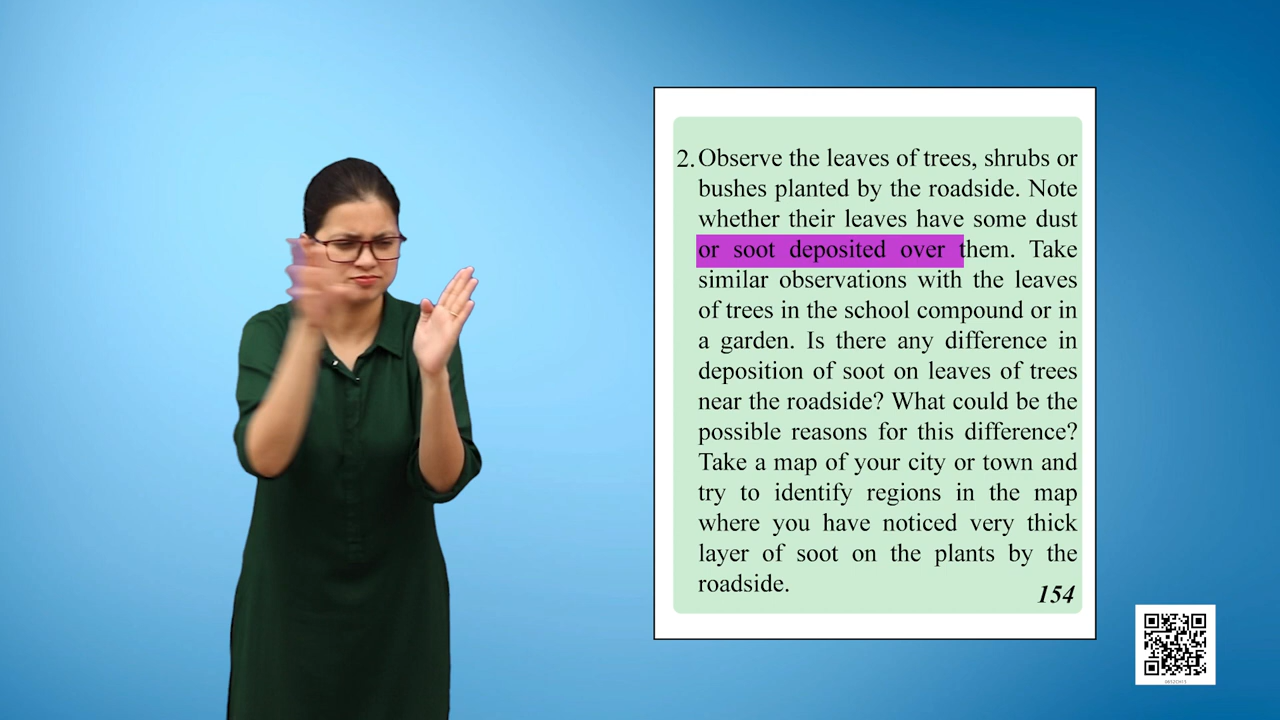 2. Observe the leaves of trees, shrubs or
bushes planted by the roadside. Note
whether their leaves have some dust
or soot deposited over them. Take
similar observations with the leaves
of trees in the school compound or in
a garden. Is there any difference in
deposition of soot on leaves of trees
near the roadside? What could be the
possible reasons for this difference?
Take a map of your city or town and
try to identify regions in the map
where you have noticed very thick
layer of soot on the plants by the
roadside.
154